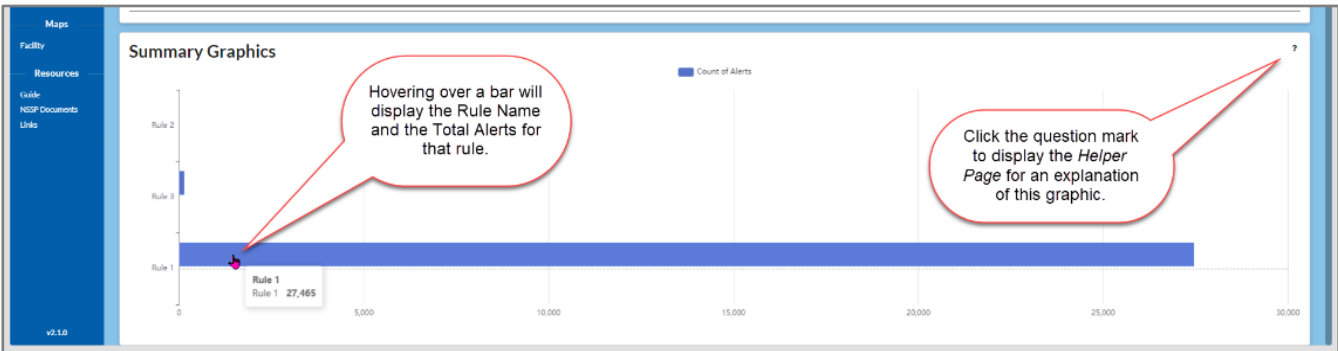 Maps
Facility
Resources
Guide
NSSP Documents
Links
v2.1.0
Summary Graphics
?
Count of Alerts
Hovering over a bar will
display the Rule Name
and the Total Alerts for
that rule.
Click the question mark
to display the Helper
Page for an explanation
of this graphic.
Rule 2
Rule 3
Rule 1
Rule 1
Rule 1 27,465
0 5,000 10,000 15,000 20,000 25,000 30,000